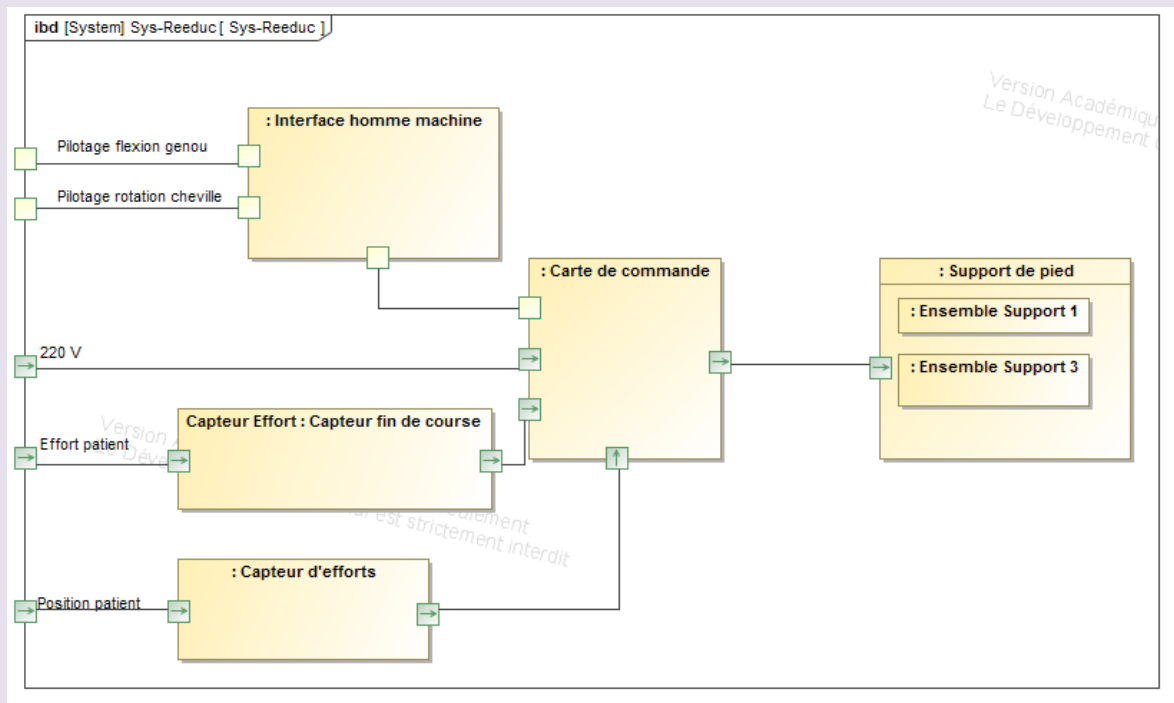 ibd [System] Sys-Reeduc [ Sys-Reeduc ]
Version Académiqu
Le Développement
: Interface homme machine
Pilotage flexion genou
Pilotage rotation cheville
: Carte de commande
: Support de pied
: Ensemble Support 1
: Ensemble Support 3
220 V
Capteur Effort : Capteur fin de course
Effort patient
Version
est strictement interdit
: Capteur d'efforts
Position patient